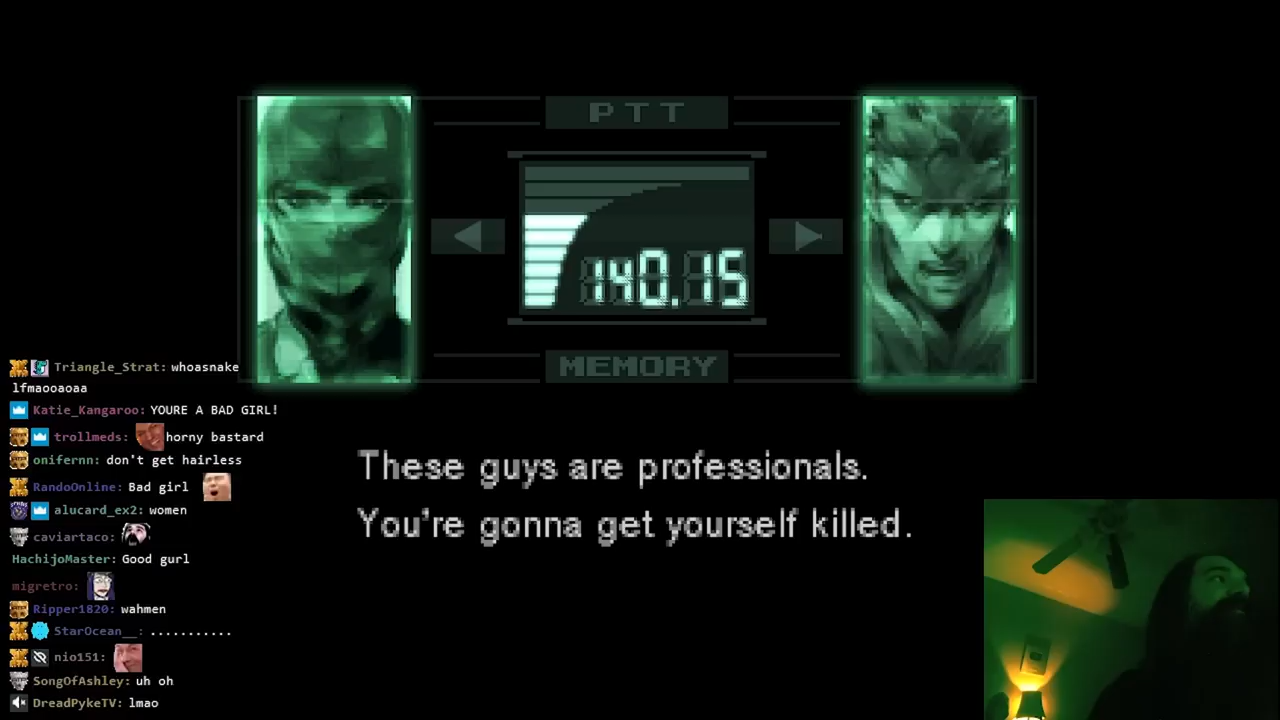 PTT
140.15
MEMORY
Triangle_Strat: whoasnake
lfmaooaoaa
Katie_Kangaroo: YOURE A BAD GIRL!
trollmeds: horny bastard
onifernn: don't get hairless
RandoOnline: Bad girl
alucard_ex2: women
caviartaco:
HachijoMaster: Good gurl
migretro:
Ripper1820: wahmen
StarOcean__: ...........
nio151:
SongOfAshley: uh oh
DreadPykeTV: lmao
These guys are professionals.
You're gonna get yourself killed.